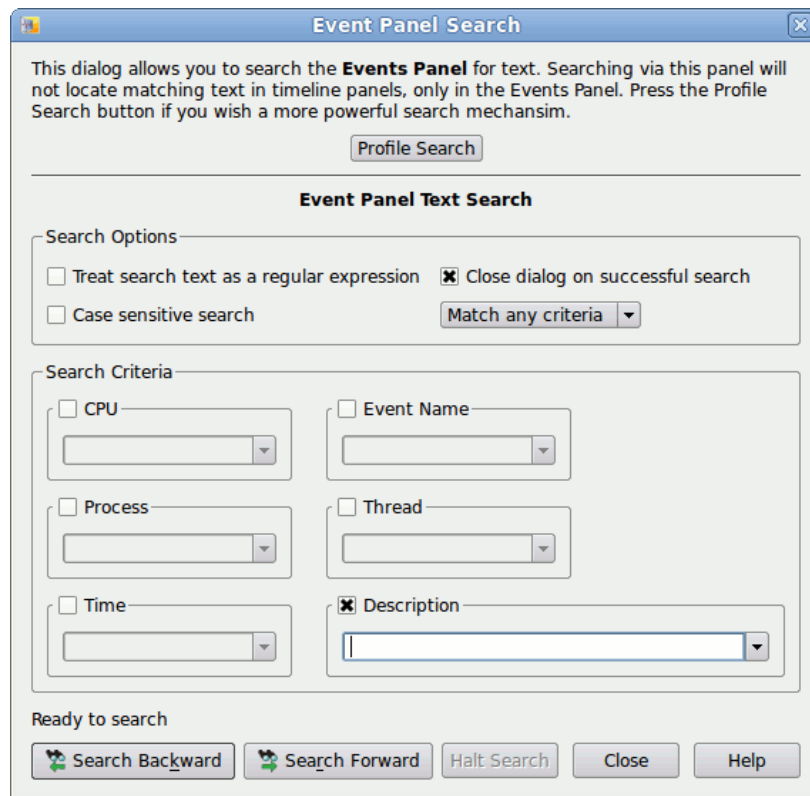 Event Panel Search
This dialog allows you to search the Events Panel for text. Searching via this panel will
not locate matching text in timeline panels, only in the Events Panel. Press the Profile
Search button if you wish a more powerful search mechansim.
Profile Search
Event Panel Text Search
Search Options
Treat search text as a regular expression Close dialog on successful search
Case sensitive search Match any criteria
Search Criteria
CPU Event Name
Process Thread
Time Description
Ready to search
Search Backward Search Forward Halt Search Close Help